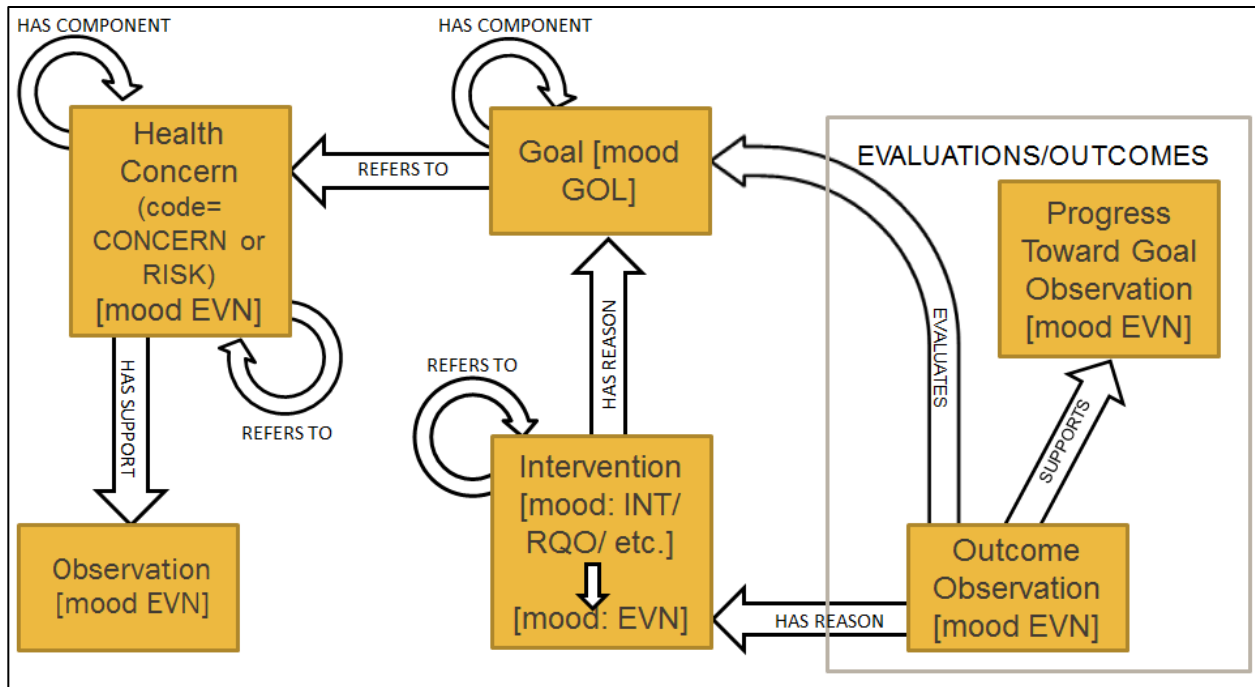 HAS COMPONENT
HAS COMPONENT
Health
Concern
(code=
CONCERN or
RISK)
[mood EVN]
REFERS TO
Goal [mood
GOL]
EVALUATIONS/OUTCOMES
Progress
Toward Goal
Observation
[mood EVN]
HAS SUPPORT
REFERS TO
HAS REASON
EVALUATES
SUPPORTS
REFERS TO
Intervention
[mood: INT/
RQO/ etc.]
[mood: EVN]
Observation
[mood EVN]
HAS REASON
Outcome
Observation
[mood EVN]